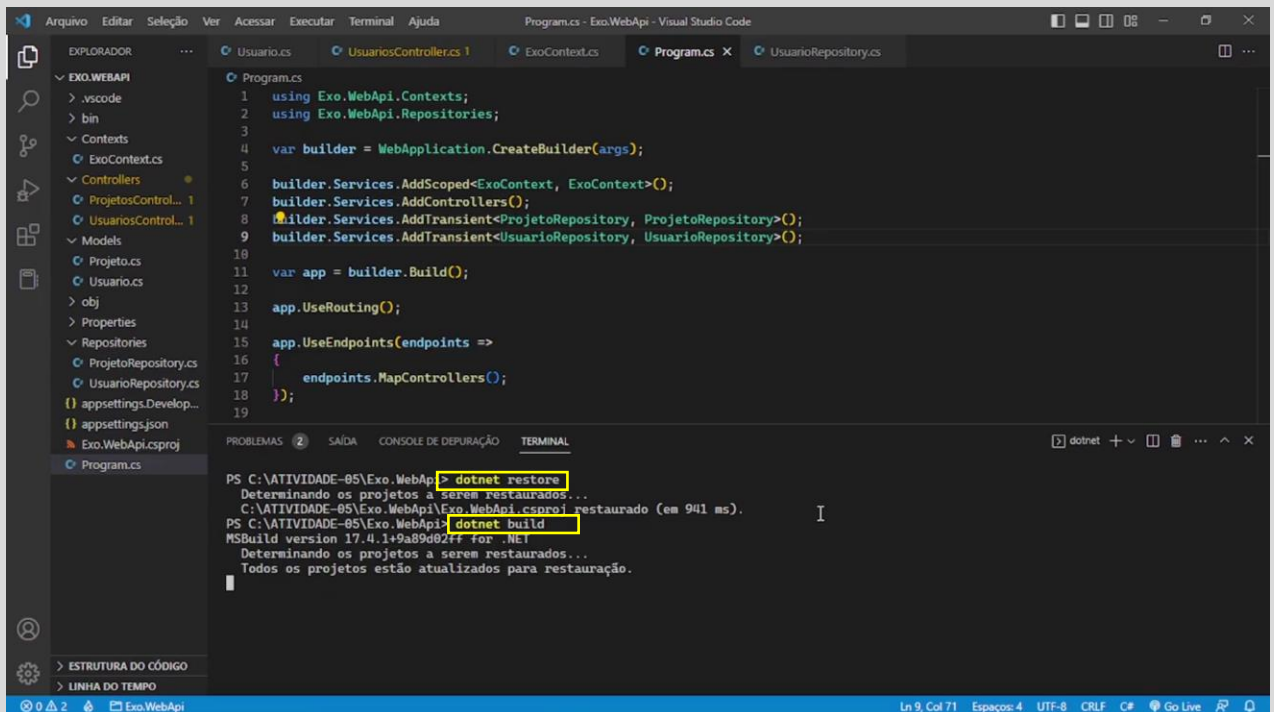 Arquivo Editar Seleção Ver Acessar Executar Terminal Ajuda
Program.cs - Exo.WebApi - Visual Studio Code
EXPLORADOR
EXO.WEBAPI
.vscode
bin
Contexts
ExoContext.cs
Controllers
ProjetosControl... 1
UsuariosControl... 1
Models
Projeto.cs
Usuario.cs
obj
Properties
Repositories
ProjetoRepository.cs
UsuarioRepository.cs
appsettings.Develop...
appsettings.json
Exo.WebApi.csproj
Program.cs
ESTRUTURA DO CÓDIGO
LINHA DO TEMPO
Usuario.cs UsuariosController.cs 1 ExoContext.cs Program.cs UsuarioRepository.cs
Program.cs
1 using Exo.WebApi.Contexts;
2 using Exo.WebApi.Repositories;
3
4 var builder = WebApplication.CreateBuilder(args);
5
6 builder.Services.AddScoped<ExoContext, ExoContext>();
7 builder.Services.AddControllers();
8 builder.Services.AddTransient<ProjetoRepository, ProjetoRepository>();
9 builder.Services.AddTransient<UsuarioRepository, UsuarioRepository>();
10
11 var app = builder.Build();
12
13 app.UseRouting();
14
15 app.UseEndpoints(endpoints =>
16 {
17 endpoints.MapControllers();
18 });
19
PROBLEMAS 2 SAÍDA CONSOLE DE DEPURAÇÃO TERMINAL
dotnet
PS C:\ATIVIDADE-05\Exo.WebApi> dotnet restore
Determinando os projetos a serem restaurados...
C:\ATIVIDADE-05\Exo.WebApi\Exo.WebApi.csproj restaurado (em 941 ms).
PS C:\ATIVIDADE-05\Exo.WebApi> dotnet build
MSBuild version 17.4.1+9a89d02ff for .NET
Determinando os projetos a serem restaurados...
Todos os projetos estão atualizados para restauração.
0 2 Exo.WebApi
Ln 9, Col 71 Espaços: 4 UTF-8 CRLF C# Go Live